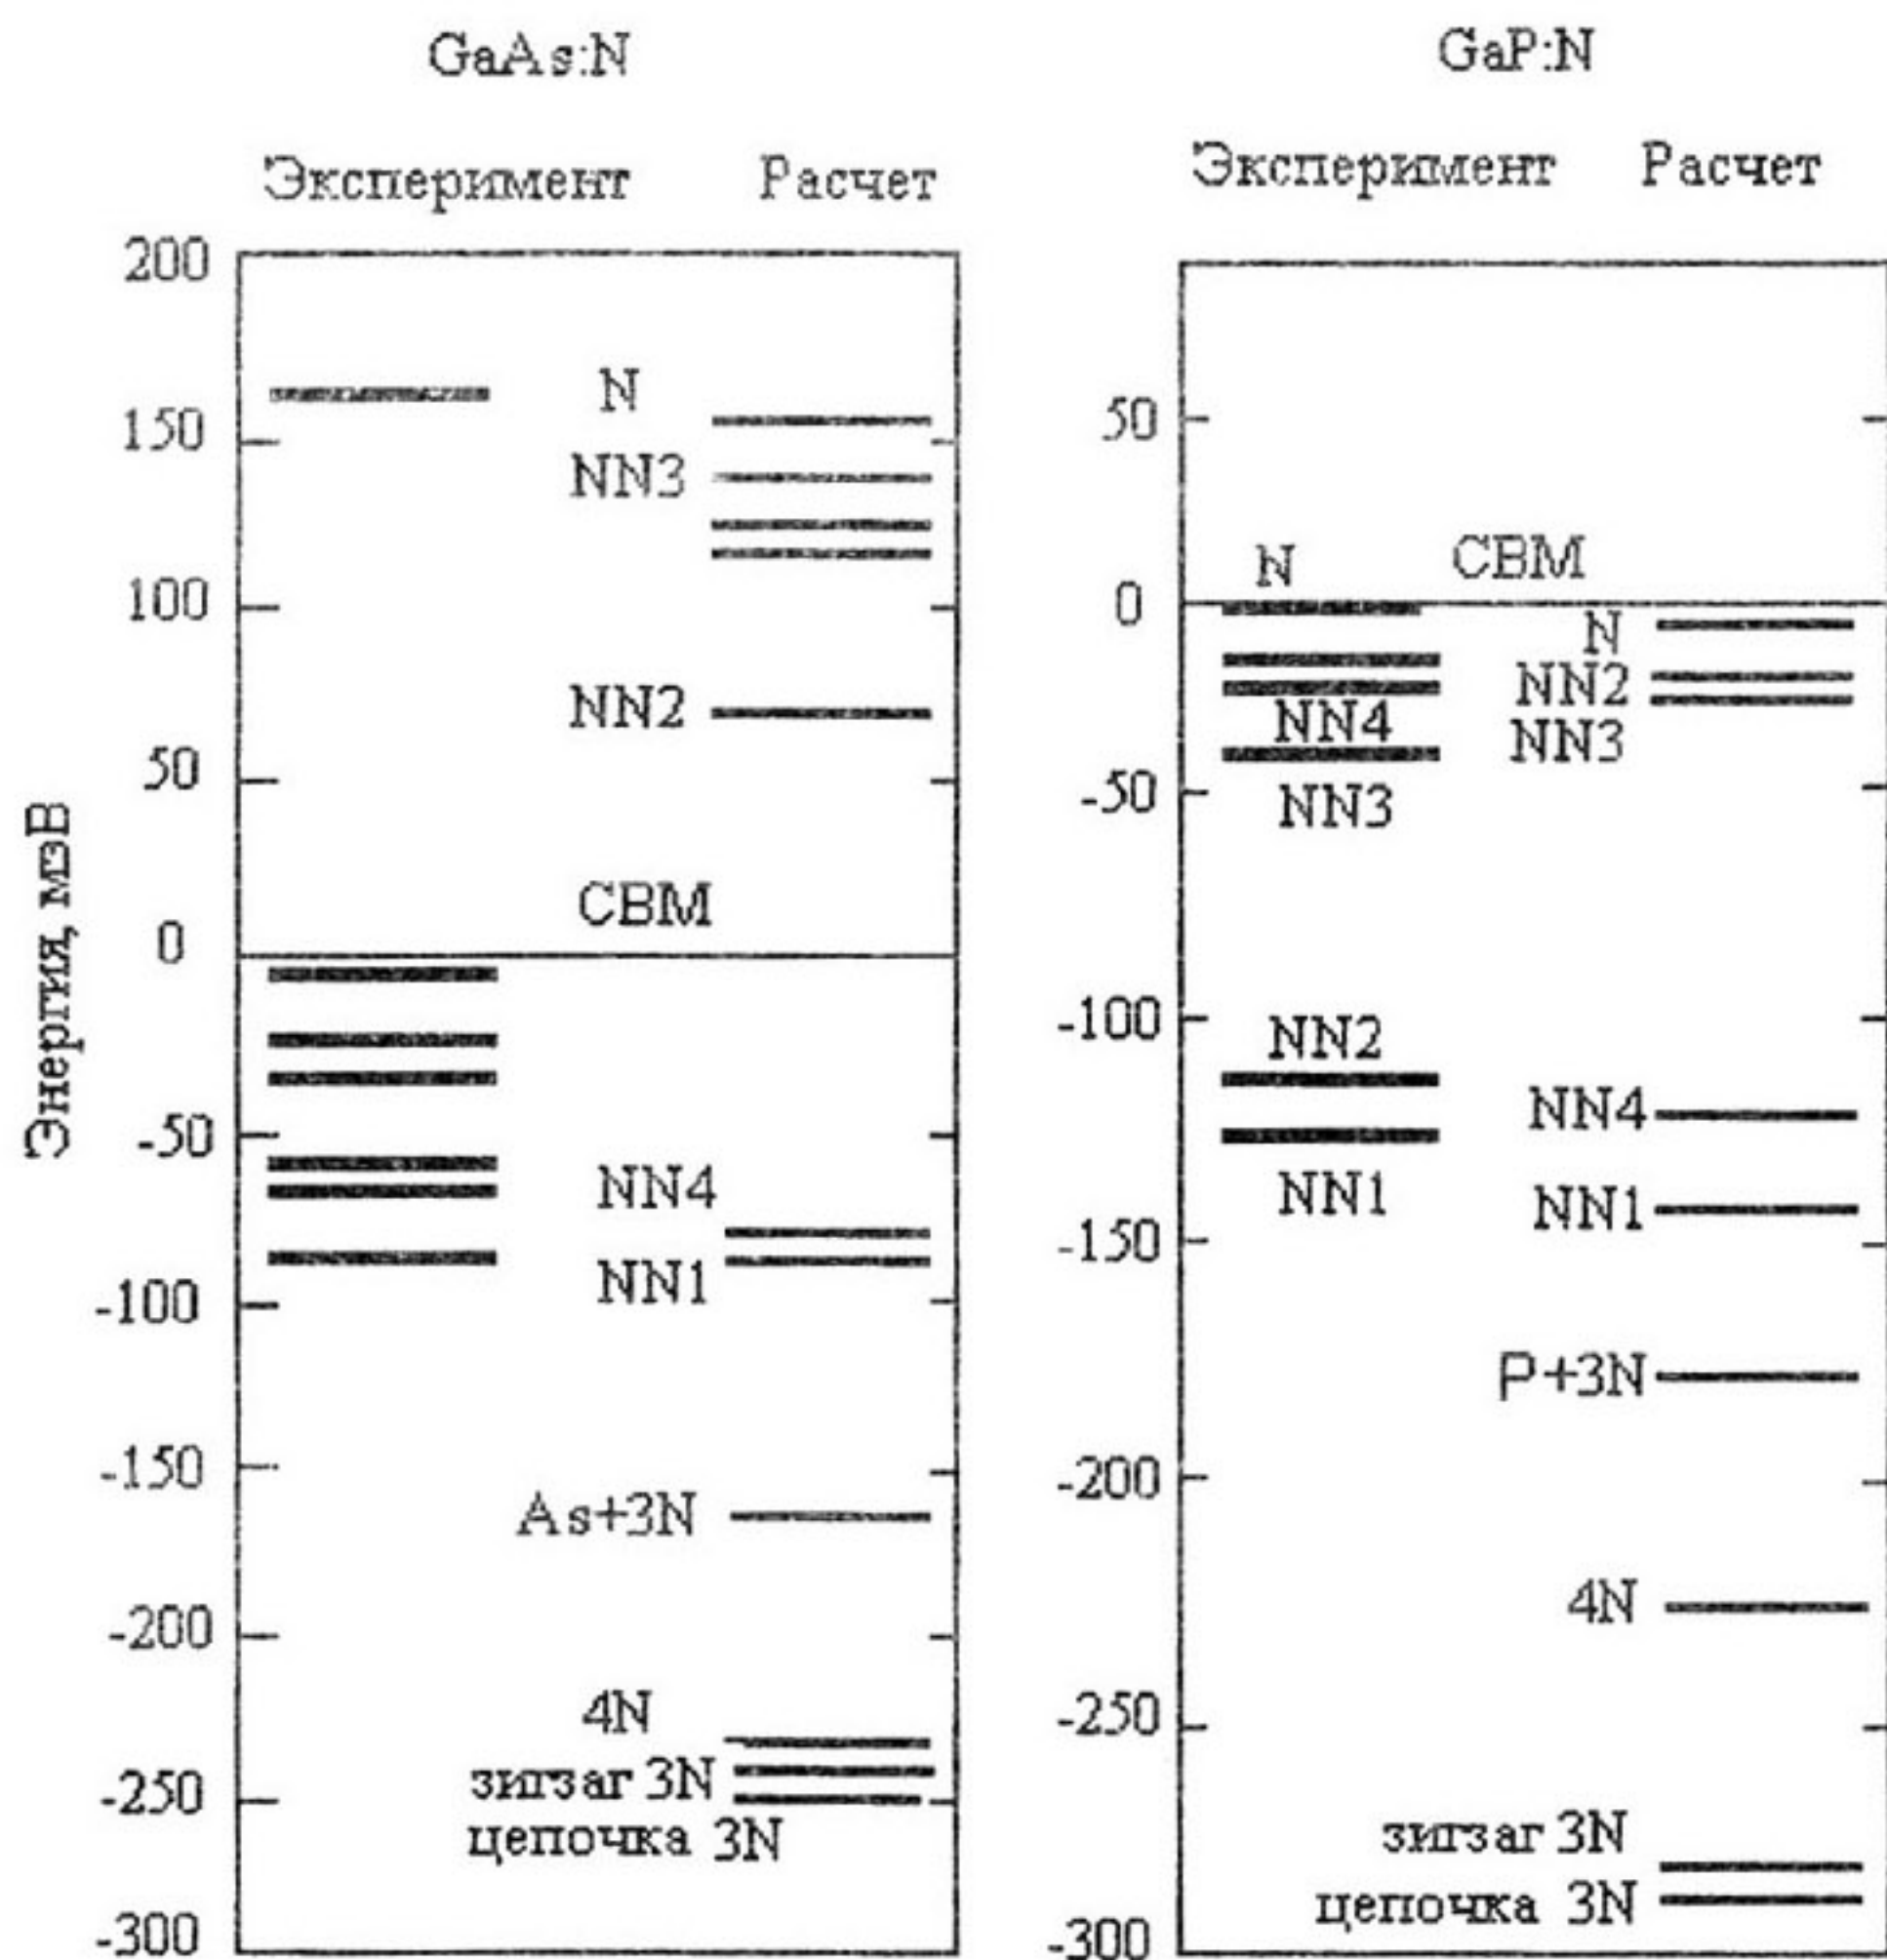 GaAs:N
Эксперимент Расчет
Энергия, мэВ
200
150
100
50
0
-50
-100
-150
-200
-250
-300
N
NN3
NN2
CBM
NN4
NN1
As+3N
4N
зигзаг 3N
цепочка 3N
GaP:N
Эксперимент Расчет
50
0
-50
-100
-150
-200
-250
-300
N
CBM
NN4
NN3
NN2
NN1
N
NN2
NN3
NN4
NN1
P+3N
4N
зигзаг 3N
цепочка 3N